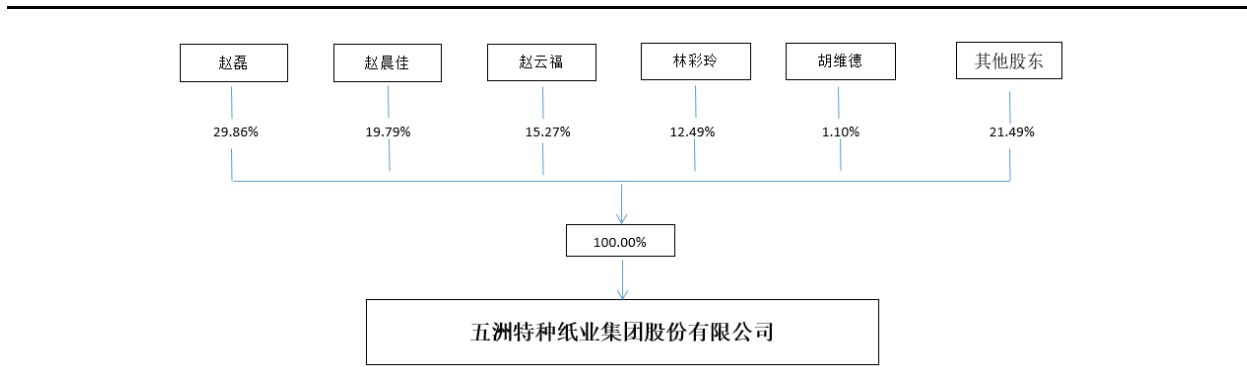 赵磊
赵晨佳
赵云福
林彩玲
胡维德
其他股东
29.86%
19.79%
15.27%
12.49%
1.10%
21.49%
100.00%
五洲特种纸业集团股份有限公司